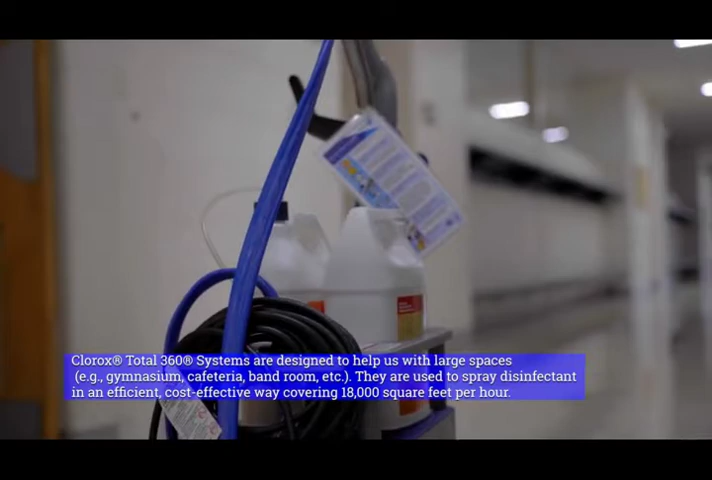 Clorox® Total 360® Systems are designed to help us with large spaces
(e.g., gymnasium, cafeteria, band room, etc.). They are used to spray disinfectant
in an efficient, cost-effective way covering 18,000 square feet per hour.